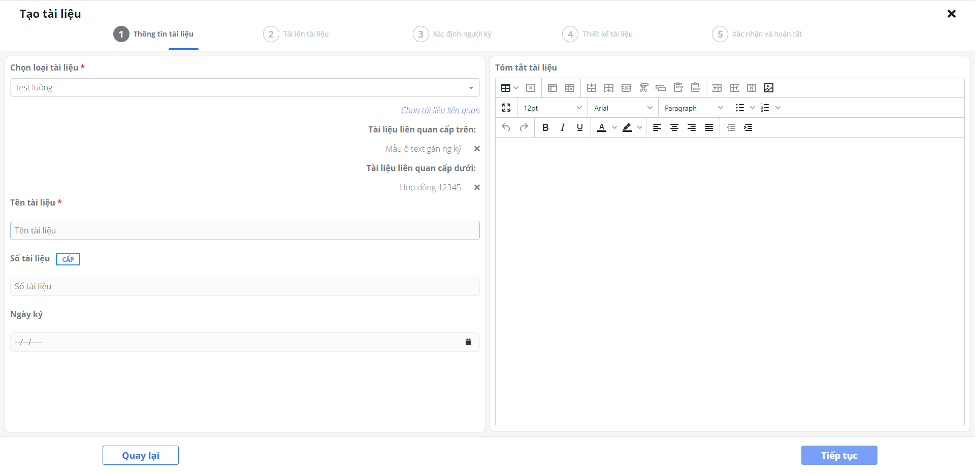 Tạo tài liệu
1 Thông tin tài liệu
2 Tải lên tài liệu
3 Xác định người ký
4 Thiết kế tài liệu
5 Xác nhận và hoàn tất
Chọn loại tài liệu *
Test luồng
Chọn tài liệu liên quan
Tài liệu liên quan cấp trên:
Mẫu ô text gán ng ký
Tài liệu liên quan cấp dưới:
Hợp đồng 12345
Tên tài liệu *
Tên tài liệu
Số tài liệu CẤP
Số tài liệu
Ngày ký
--/--/----
Tóm tắt tài liệu
12pt Arial Paragraph
B I U A
Quay lại
Tiếp tục